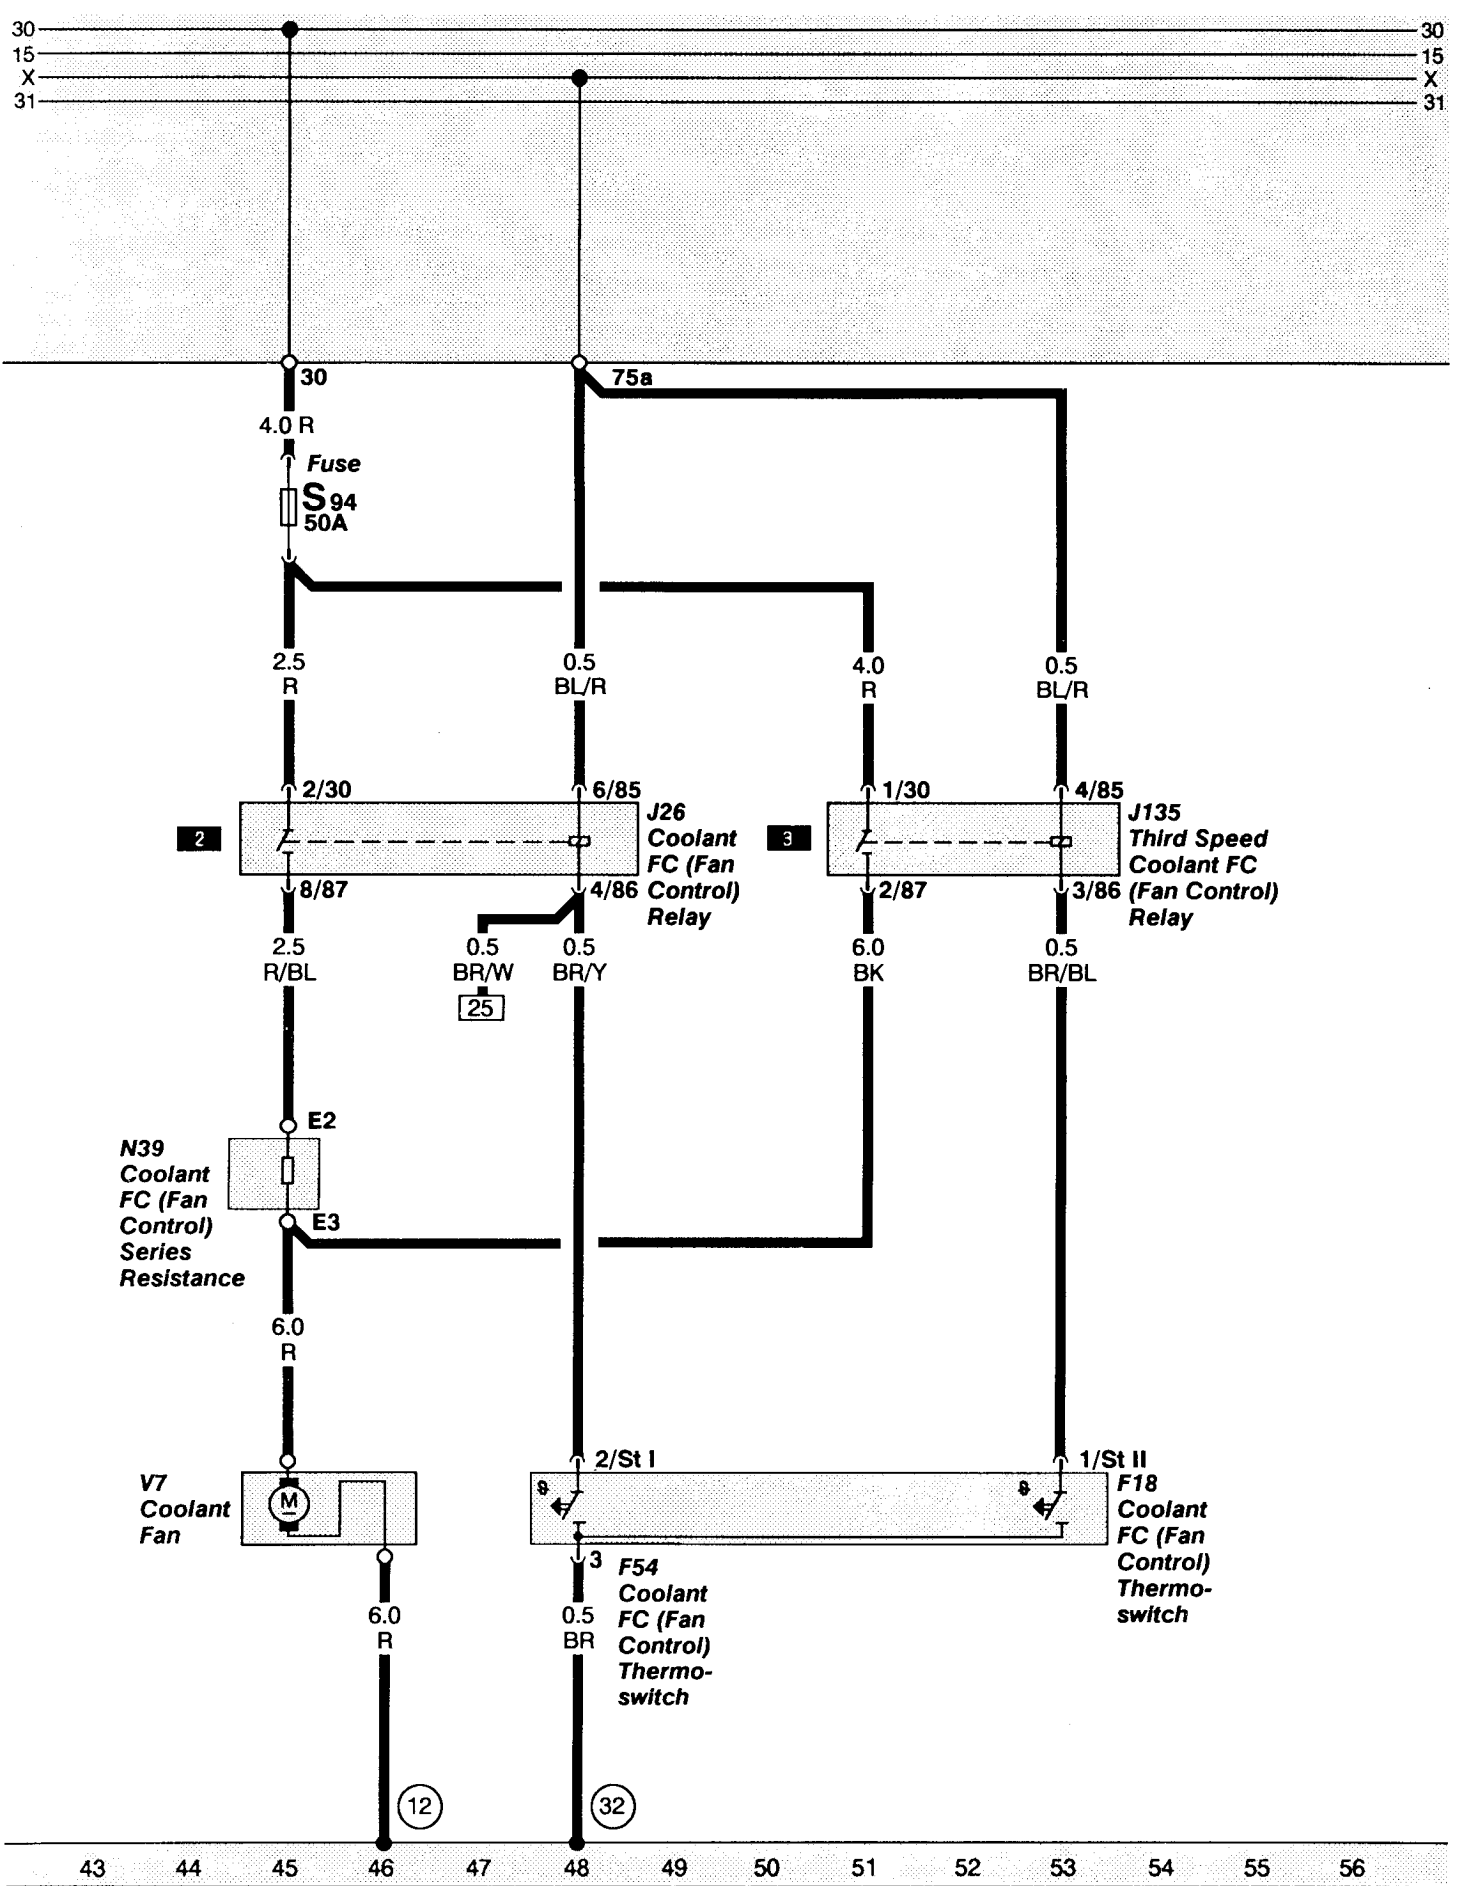 30 30
15 15
X X
31 31
30
75a
4.0 R
Fuse
S94
50A
2.5
R
0.5
BL/R
4.0
R
0.5
BL/R
2/30
6/85
1/30
4/85
2
J26
Coolant
FC (Fan
Control)
Relay
3
J135
Third Speed
Coolant FC
(Fan Control)
Relay
8/87
4/86
2/87
3/86
2.5
R/BL
0.5
BR/W
0.5
BR/Y
6.0
BK
0.5
BR/BL
25
E2
N39
Coolant
FC (Fan
Control)
Series
Resistance
E3
6.0
R
2/St I
1/St II
V7
Coolant
Fan
M
F18
Coolant
FC (Fan
Control)
Thermo-
switch
3
F54
Coolant
FC (Fan
Control)
Thermo-
switch
6.0
R
0.5
BR
12
32
43 44 45 46 47 48 49 50 51 52 53 54 55 56